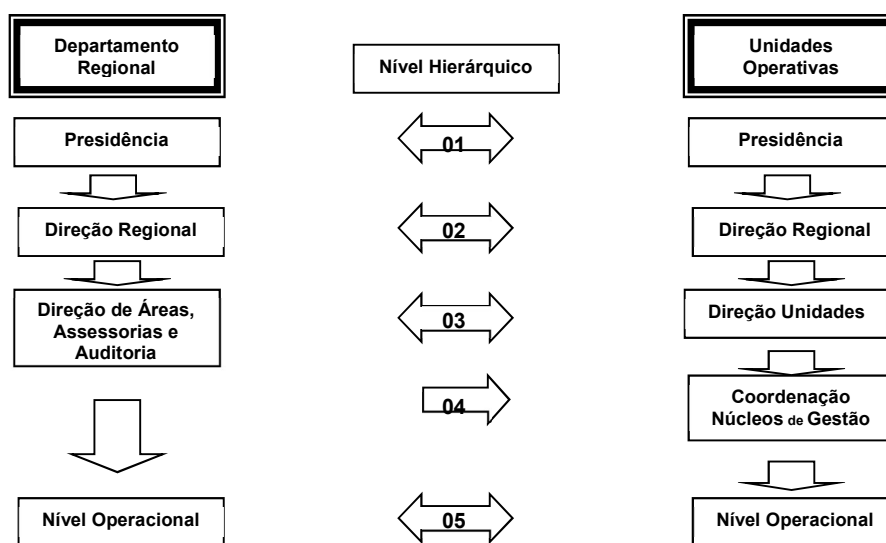 Departamento
Regional
Nível Hierárquico
Unidades
Operativas
Presidência
01
Presidência
Direção Regional
02
Direção Regional
Direção de Áreas,
Assessorias e
Auditoria
03
Direção Unidades
04
Coordenação
Núcleos de Gestão
Nível Operacional
05
Nível Operacional